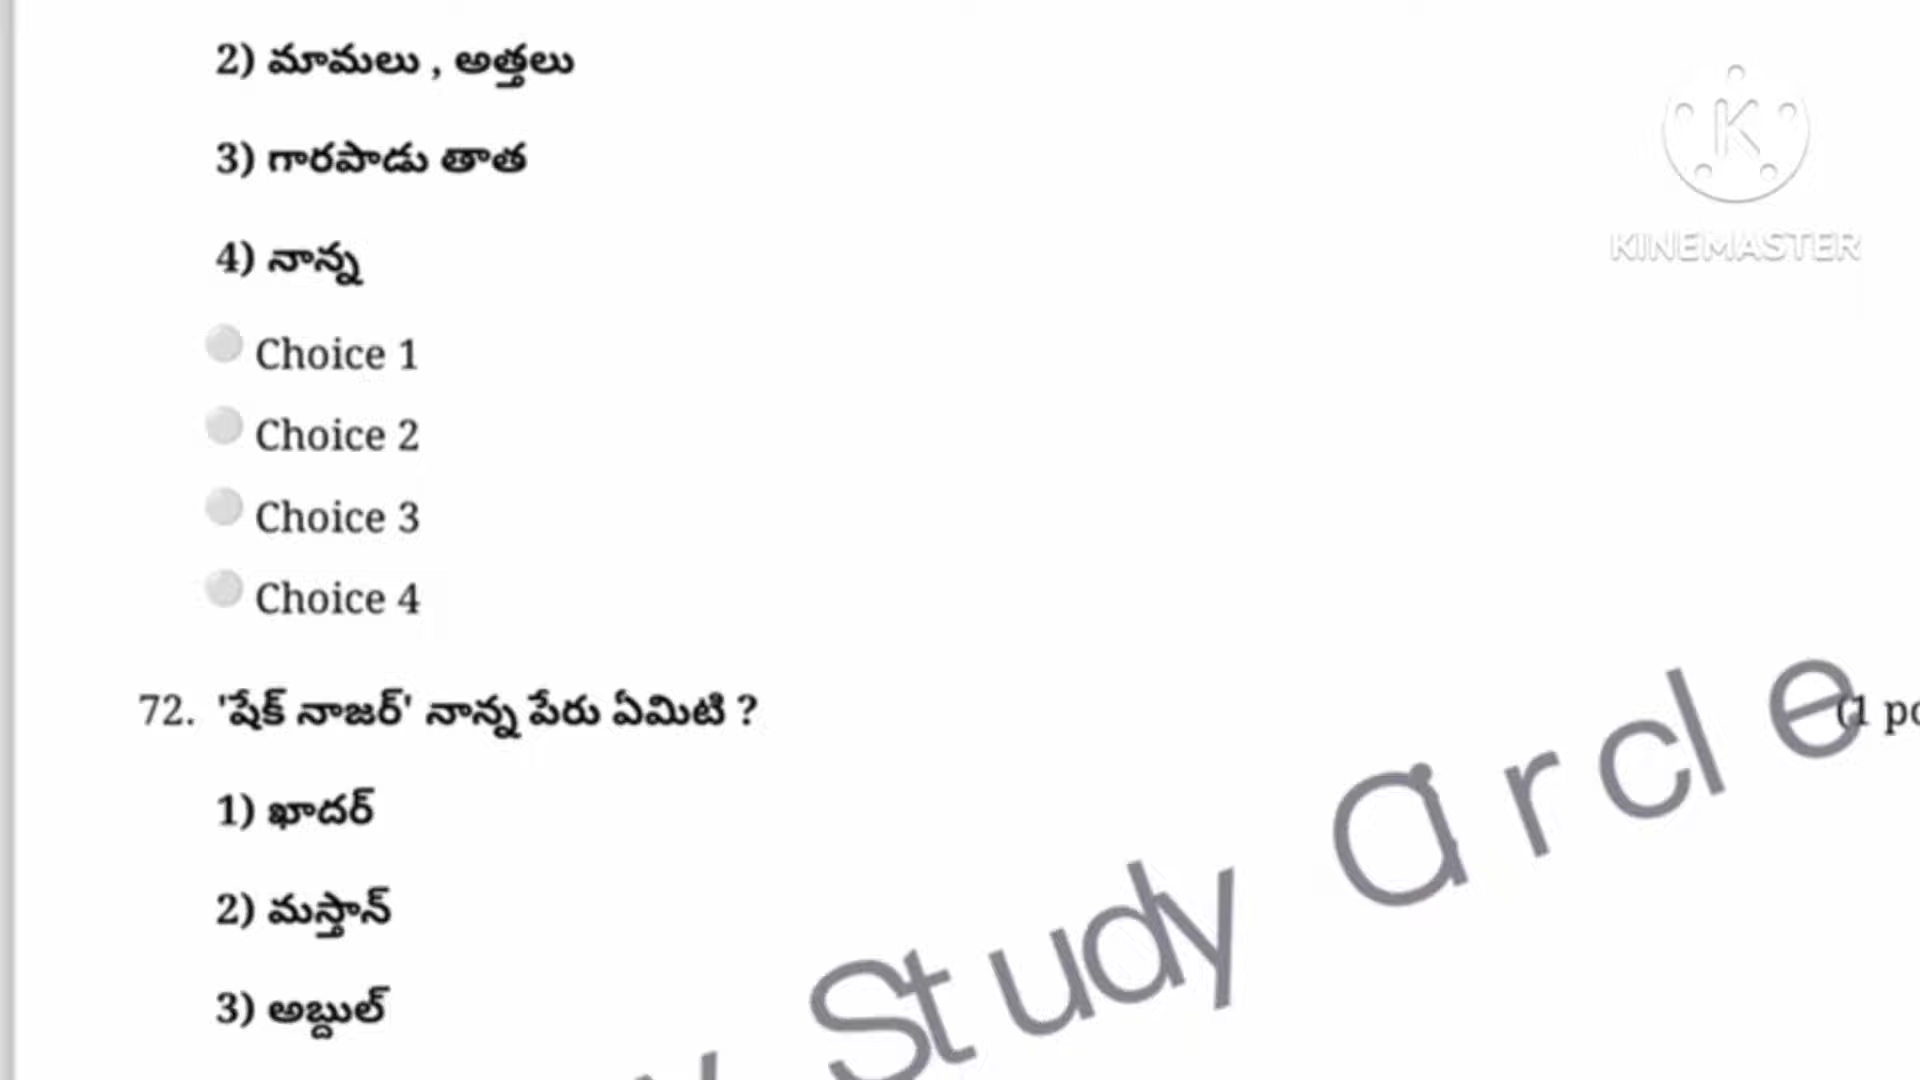 2) మామలు , అత్తలు
3) గారపాడు తాత
4) నాన్న
Choice 1
Choice 2
Choice 3
Choice 4
72. 'షేక్ నాజర్' నాన్న పేరు ఏమిటి ?
(1
1) ఖాదర్
2) మస్తాన్
3) అబ్దుల్
KINEMASTER
Study